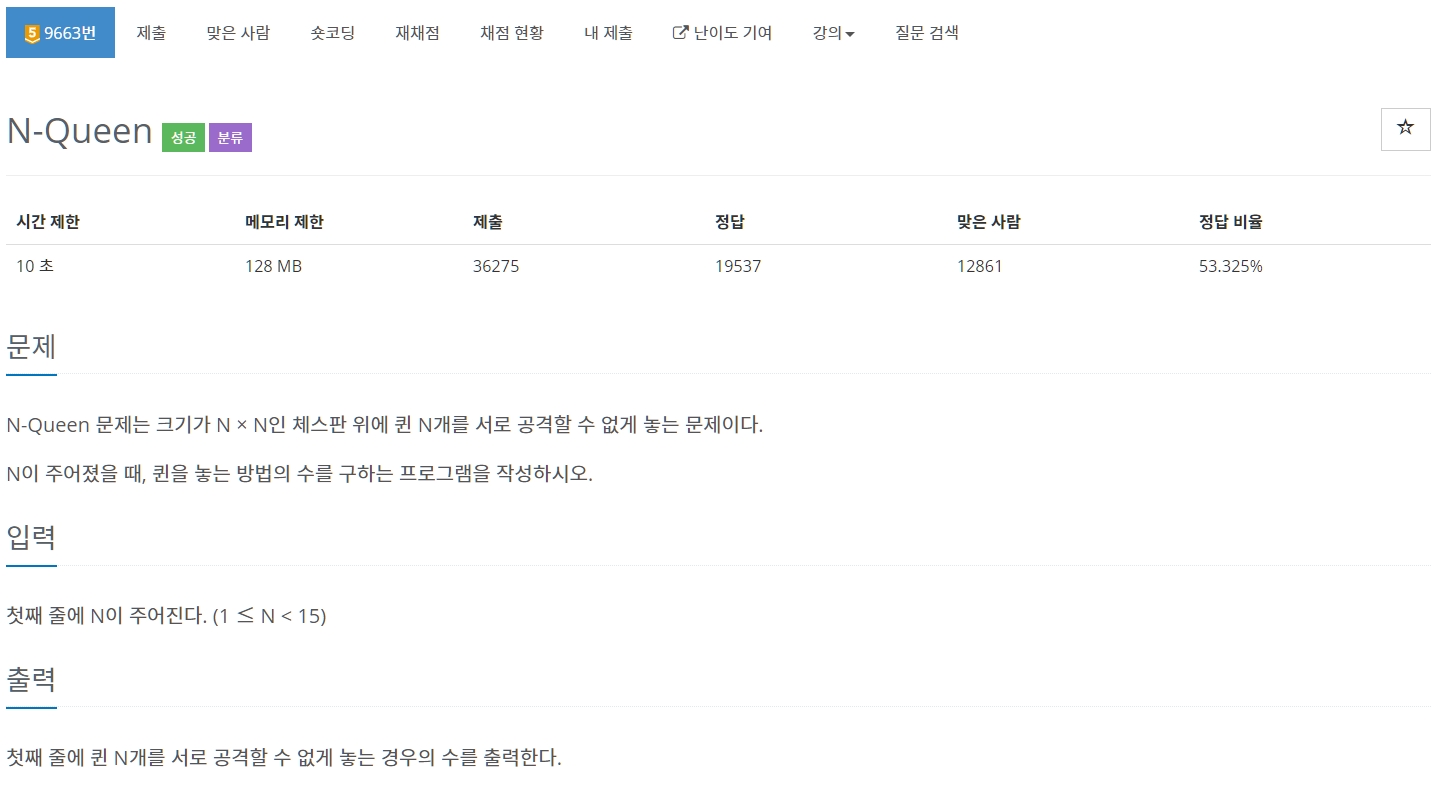 5 9663번 제출 맞은 사람 숏코딩 재채점 채점 현황 내 제출 난이도 기여 강의 질문 검색
N-Queen 성공 분류
시간 제한 메모리 제한 제출 정답 맞은 사람 정답 비율
10 초 128 MB 36275 19537 12861 53.325%
문제
N-Queen 문제는 크기가 N × N인 체스판 위에 퀸 N개를 서로 공격할 수 없게 놓는 문제이다.
N이 주어졌을 때, 퀸을 놓는 방법의 수를 구하는 프로그램을 작성하시오.
입력
첫째 줄에 N이 주어진다. (1 ≤ N < 15)
출력
첫째 줄에 퀸 N개를 서로 공격할 수 없게 놓는 경우의 수를 출력한다.